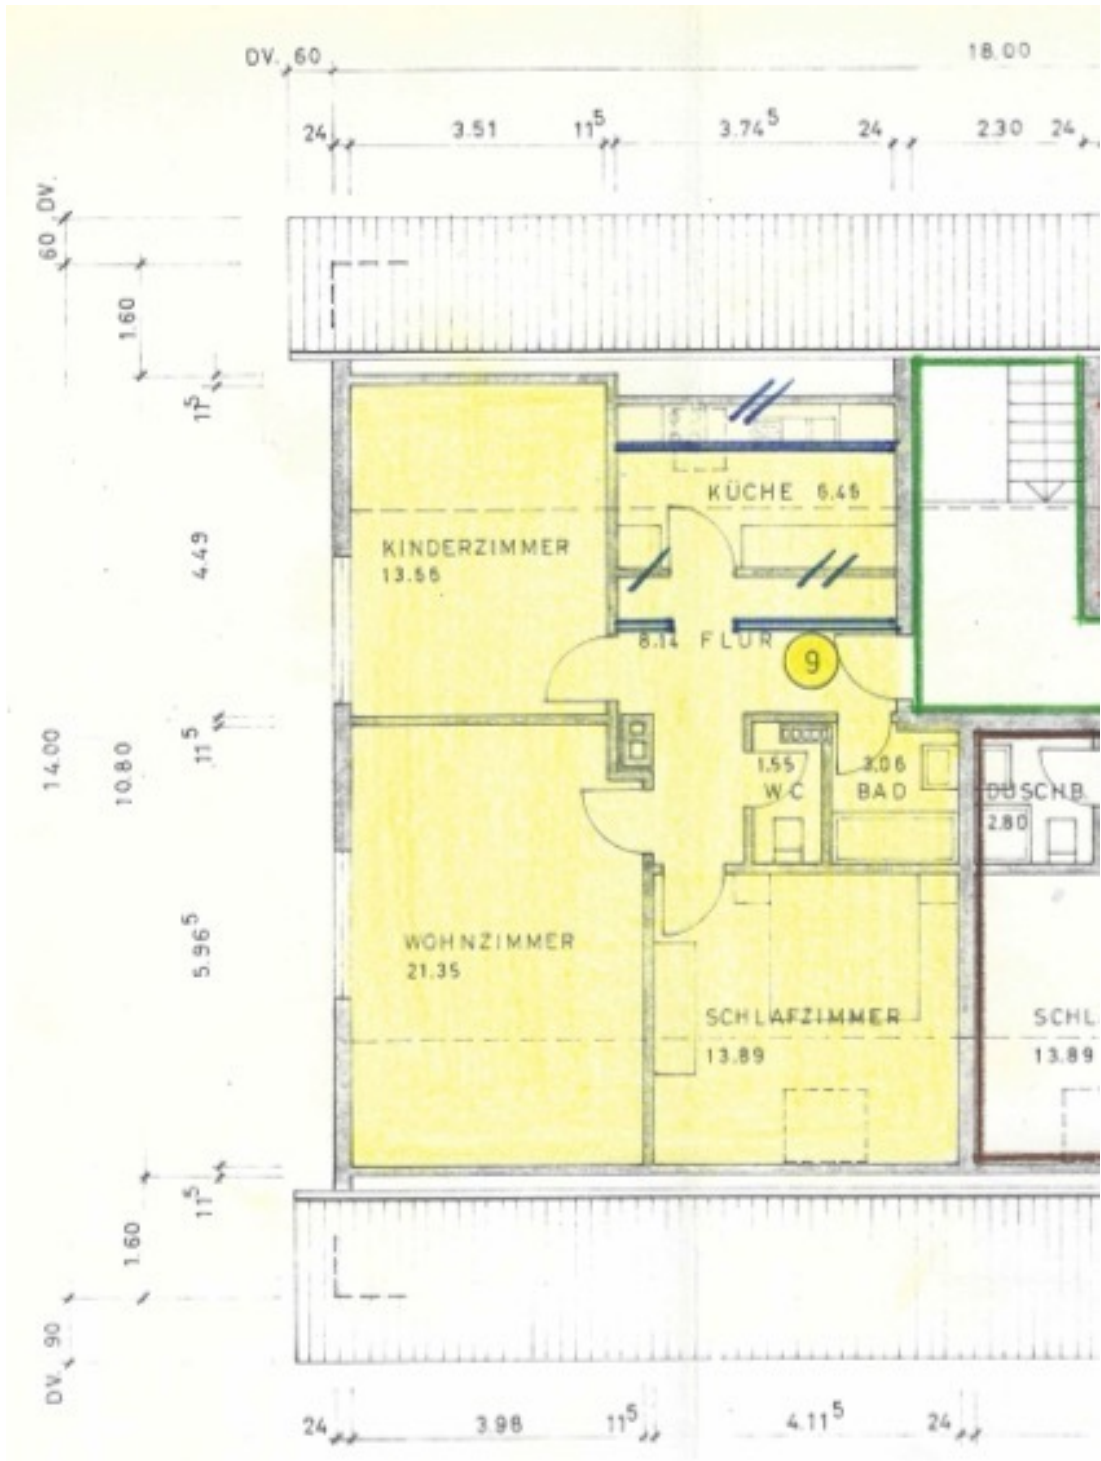 DV. 60
18.00
24 3.51 11⁵ 3.74⁵ 24 2.30 24
60 DV.
1.60
11⁵
KÜCHE 6.46
4.49
KINDERZIMMER
13.56
8.14 FLUR
9
14.00
10.80
11⁵
1.55
WC
3.06
BAD
DUSCHB.
2.80
5.96⁵
WOHNZIMMER
21.35
SCHLAFZIMMER
13.89
SCHL
13.89
11⁵
1.60
DV. 90
24 3.98 11⁵ 4.11⁵ 24